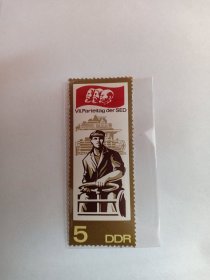 VII. Parteitag der SED
5 DDR